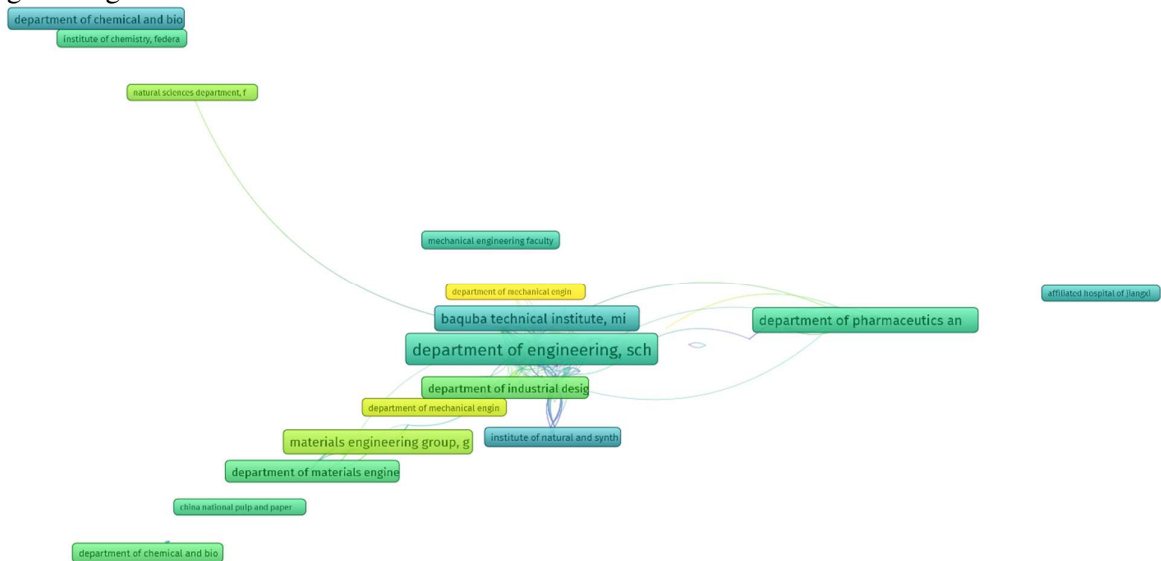 department of chemical and bio
institute of chemistry, federa
natural sciences department, f
mechanical engineering faculty
department of mechanical engin
affiliated hospital of jiangxi
baquba technical institute, mi
department of pharmaceutics an
department of engineering, sch
department of industrial desig
department of mechanical engin
materials engineering group, g
institute of natural and synth
department of materials engine
china national pulp and paper
department of chemical and bio